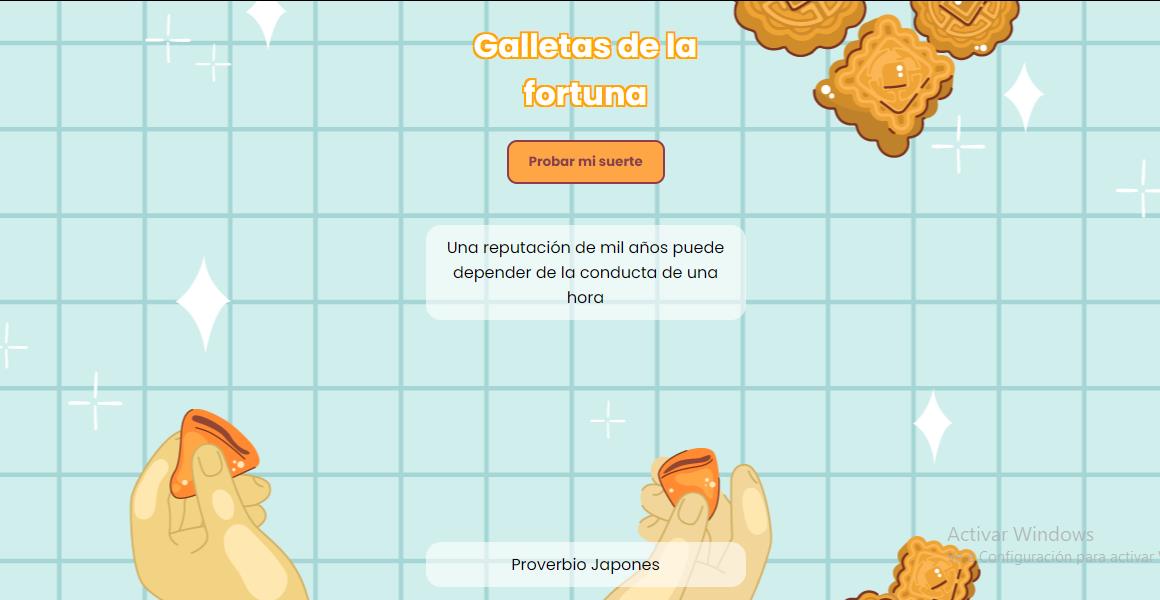 Galletas de la
fortuna
Probar mi suerte
Una reputación de mil años puede
depender de la conducta de una
hora
Activar Windows
Configuración para activar
Proverbio Japones